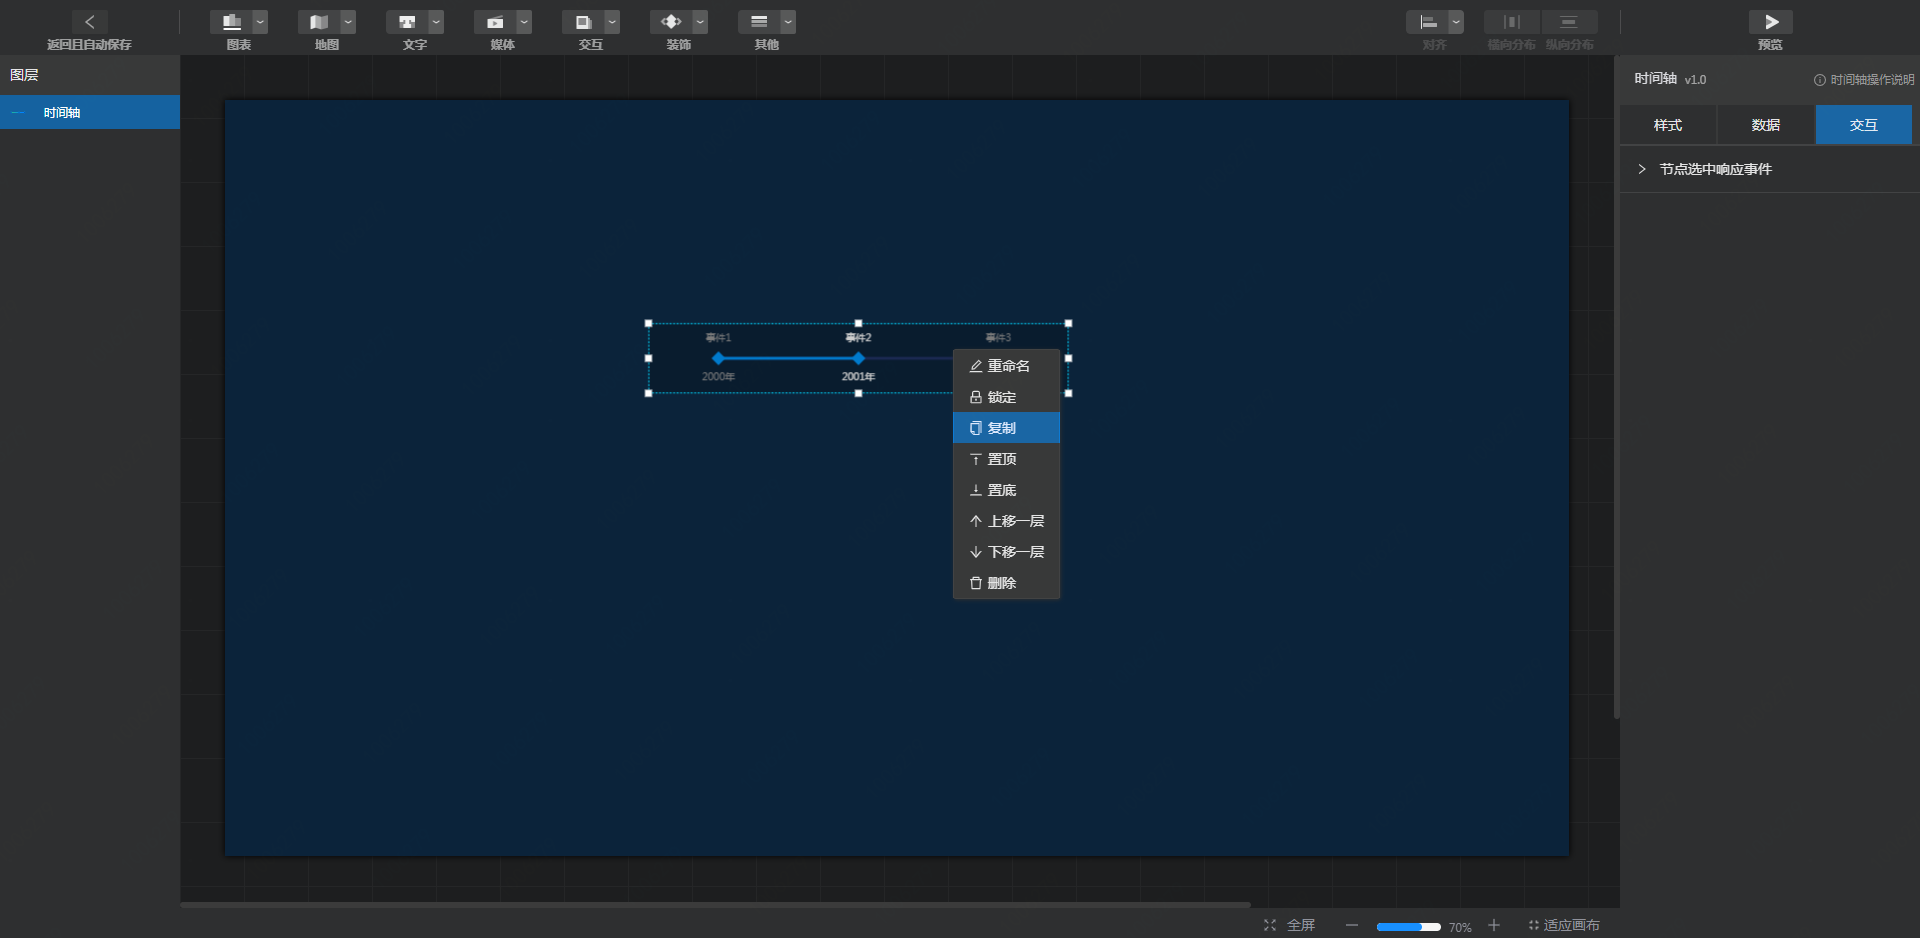 返回且自动保存
图表
地图
文字
媒体
交互
装饰
其他
对齐
横向分布
纵向分布
预览
图层
时间轴
事件1
事件2
事件3
2000年
2001年
重命名
锁定
复制
置顶
置底
上移一层
下移一层
删除
时间轴 v1.0
时间轴操作说明
样式
数据
交互
节点选中响应事件
全屏
70%
适应画布